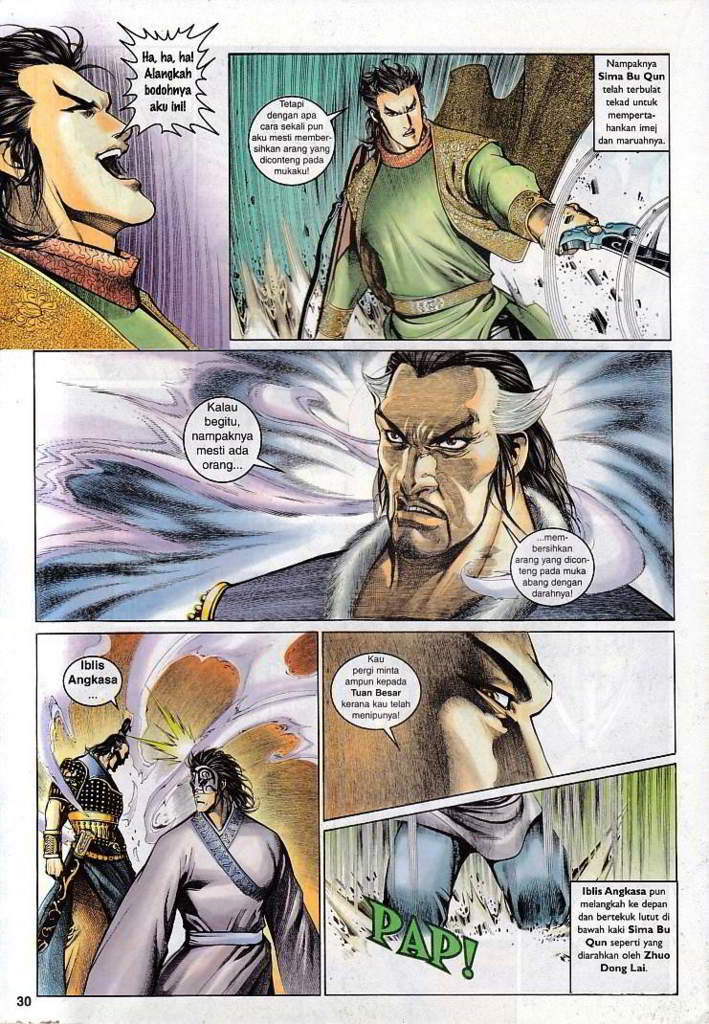 Ha, ha, ha!
Alangkah
bodohnya
aku ini!
Tetapi
dengan apa
cara sekali pun
aku mesti member-
sihkan arang yang
diconteng pada
mukaku!
Nampaknya
Sima Bu Qun
telah terbulat
tekad untuk
memperta-
hankan imej
dan maruahnya.
Kalau
begitu,
nampaknya
mesti ada
orang...
...mem-
bersihkan
arang yang dicon-
teng pada muka
abang dengan
darahnya!
Iblis
Angkasa
...
Kau
pergi minta
ampun kepada
Tuan Besar
kerana kau telah
menipunya!
PAP!
Iblis Angkasa pun
melangkah ke depan
dan bertekuk lutut di
bawah kaki Sima Bu
Qun seperti yang
diarahkan oleh Zhuo
Dong Lai.
30